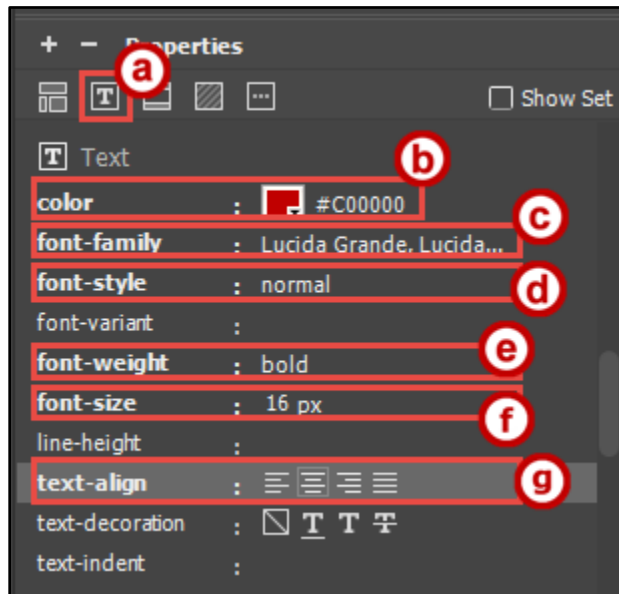 + − Properties
a
T Show Set
T Text
b
color : #C00000
c
font-family : Lucida Grande, Lucida...
font-style : normal
d
font-variant :
e
font-weight : bold
font-size : 16 px
f
line-height :
text-align :
g
text-decoration : T T T
text-indent :